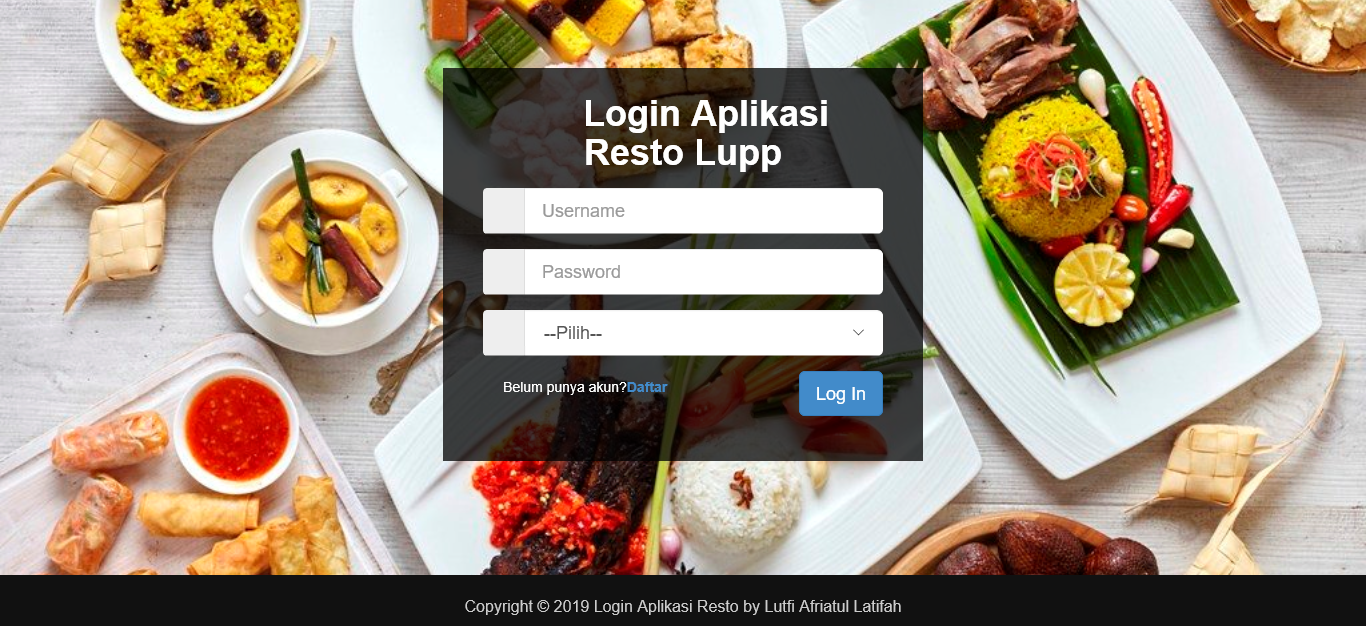 Login Aplikasi
Resto Lupp
Username
Password
--Pilih--
Belum punya akun?Daftar
Log In
Copyright © 2019 Login Aplikasi Resto by Lutfi Afriatul Latifah